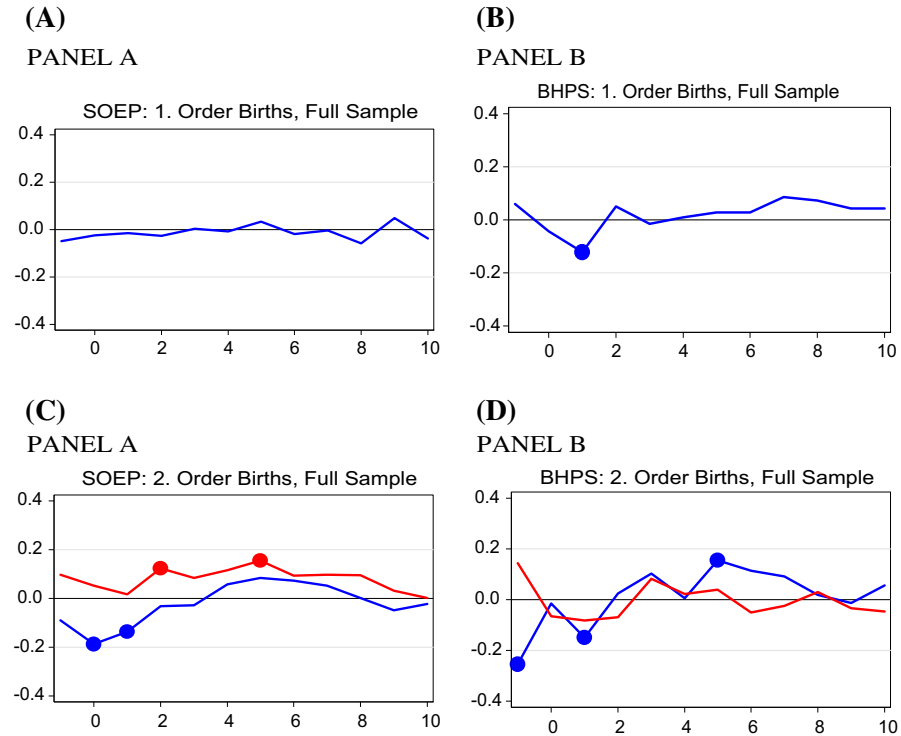 (A)
PANEL A
SOEP: 1. Order Births, Full Sample
0.4
0.2
0.0
-0.2
-0.4
0 2 4 6 8 10
(B)
PANEL B
BHPS: 1. Order Births, Full Sample
0.4
0.2
0.0
-0.2
-0.4
0 2 4 6 8 10
(C)
PANEL A
SOEP: 2. Order Births, Full Sample
0.4
0.2
0.0
-0.2
-0.4
0 2 4 6 8 10
(D)
PANEL B
BHPS: 2. Order Births, Full Sample
0.4
0.2
0.0
-0.2
-0.4
0 2 4 6 8 10